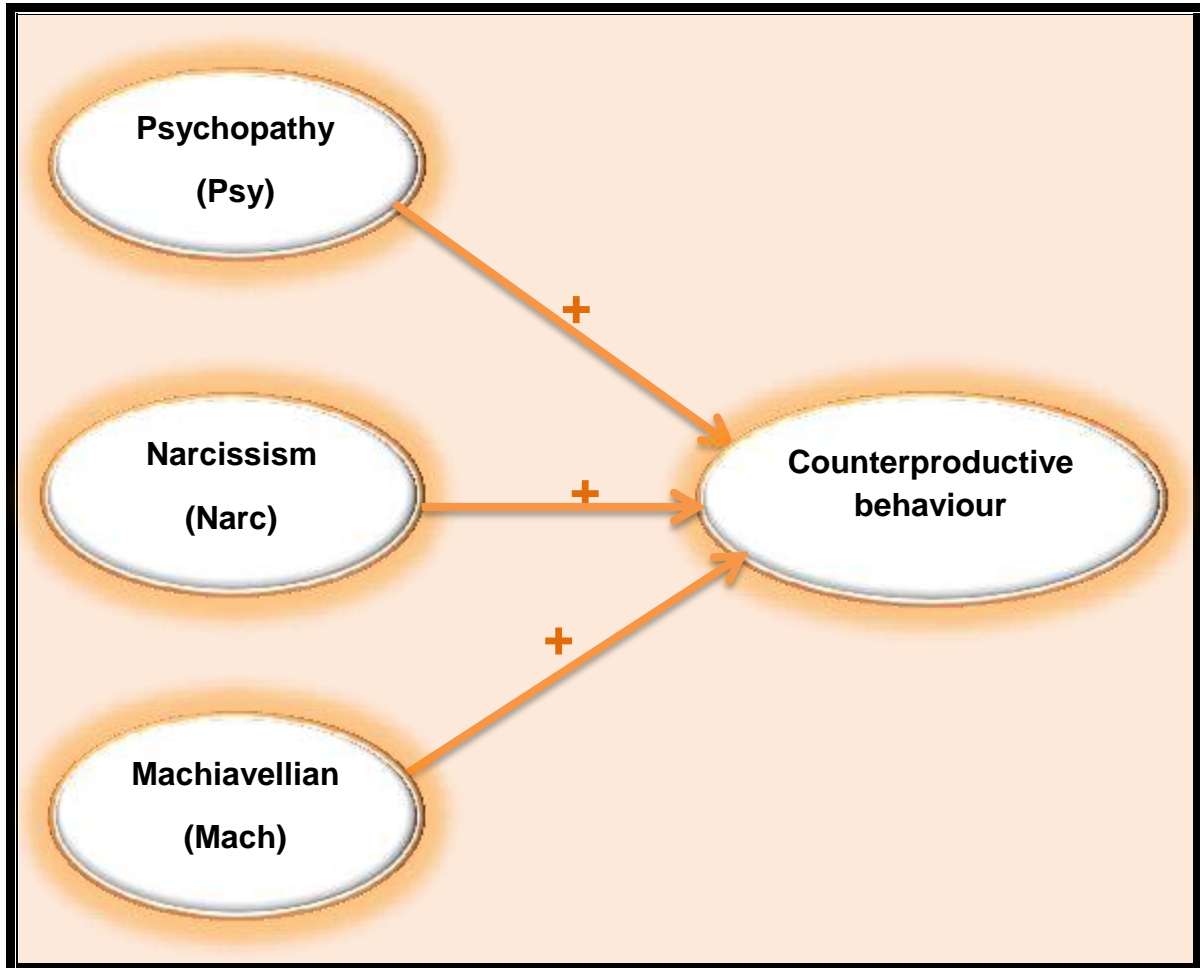 Psychopathy
(Psy)
+
Narcissism
(Narc)
+
Counterproductive
behaviour
+
Machiavellian
(Mach)